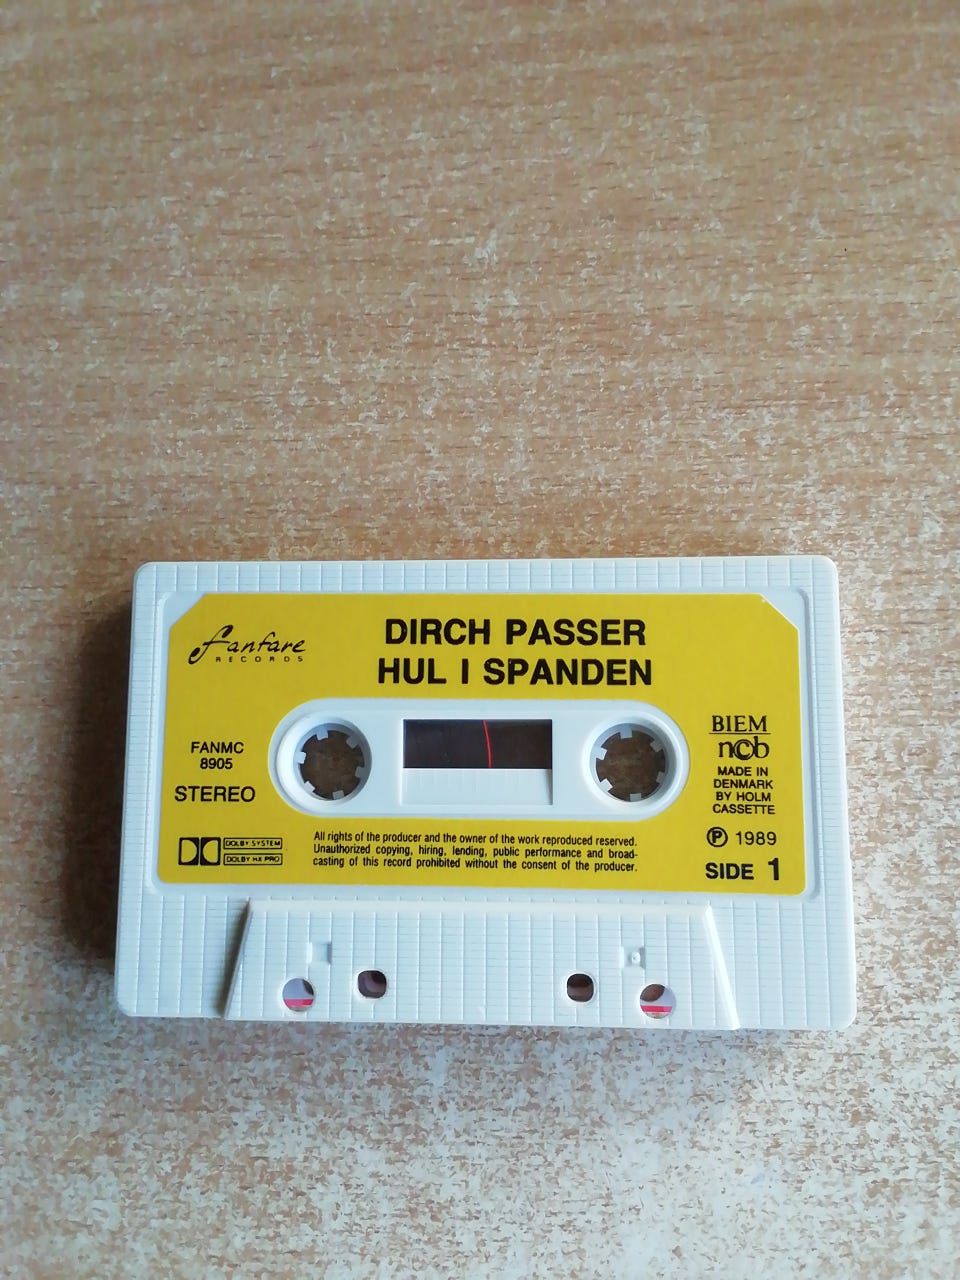 fanfare
RECORDS
DIRCH PASSER
HUL I SPANDEN
FANMC
8905
STEREO
DOLBY SYSTEM
DOLBY HX PRO
All rights of the producer and the owner of the work reproduced reserved.
Unauthorized copying, hiring, lending, public performance and broad-
casting of this record prohibited without the consent of the producer.
BIEM
ncb
MADE IN
DENMARK
BY HOLM
CASSETTE
Ⓟ 1989
SIDE 1